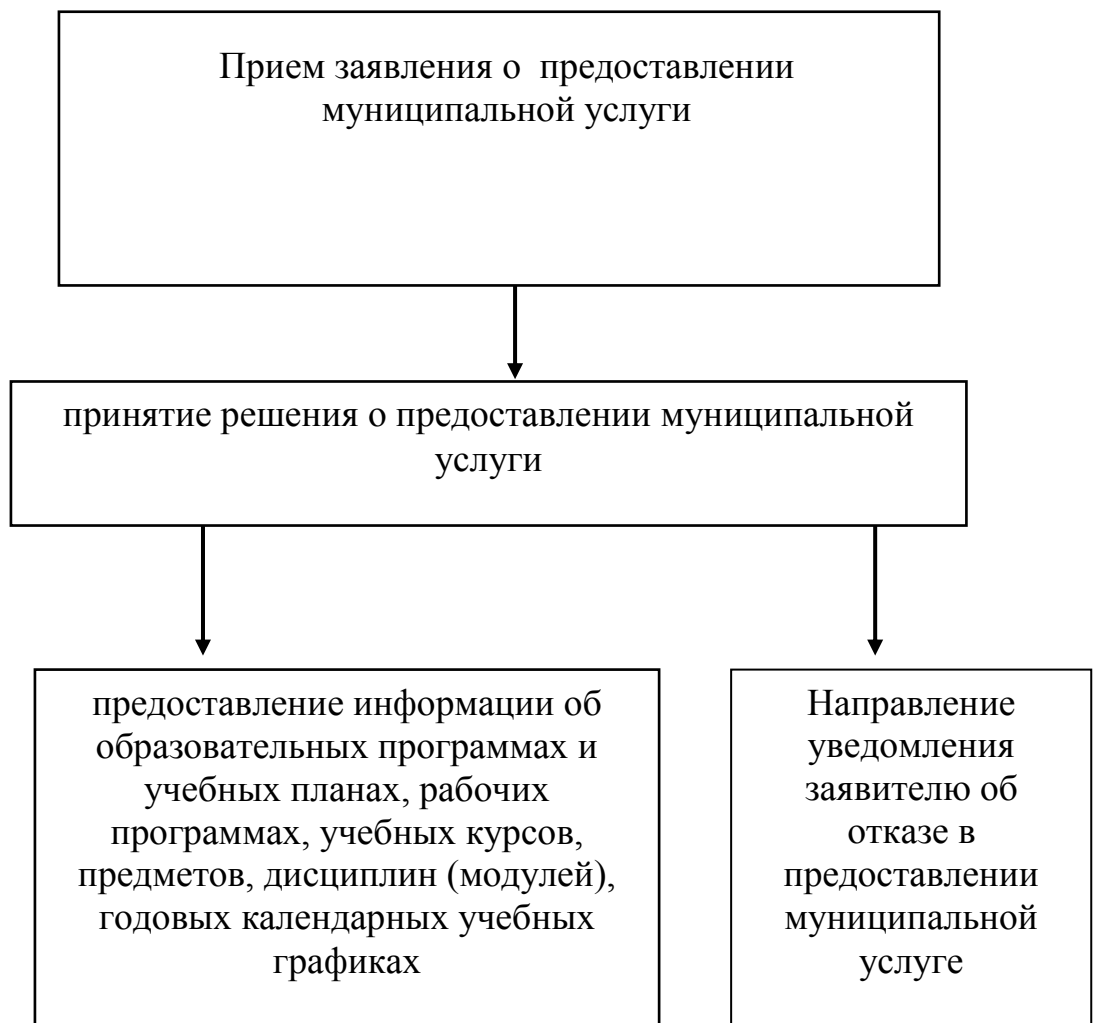 Прием заявления о предоставлении
муниципальной услуги
принятие решения о предоставлении муниципальной
услуги
предоставление информации об
образовательных программах и
учебных планах, рабочих
программах, учебных курсов,
предметов, дисциплин (модулей),
годовых календарных учебных
графиках
Направление
уведомления
заявителю об
отказе в
предоставлении
муниципальной
услуге